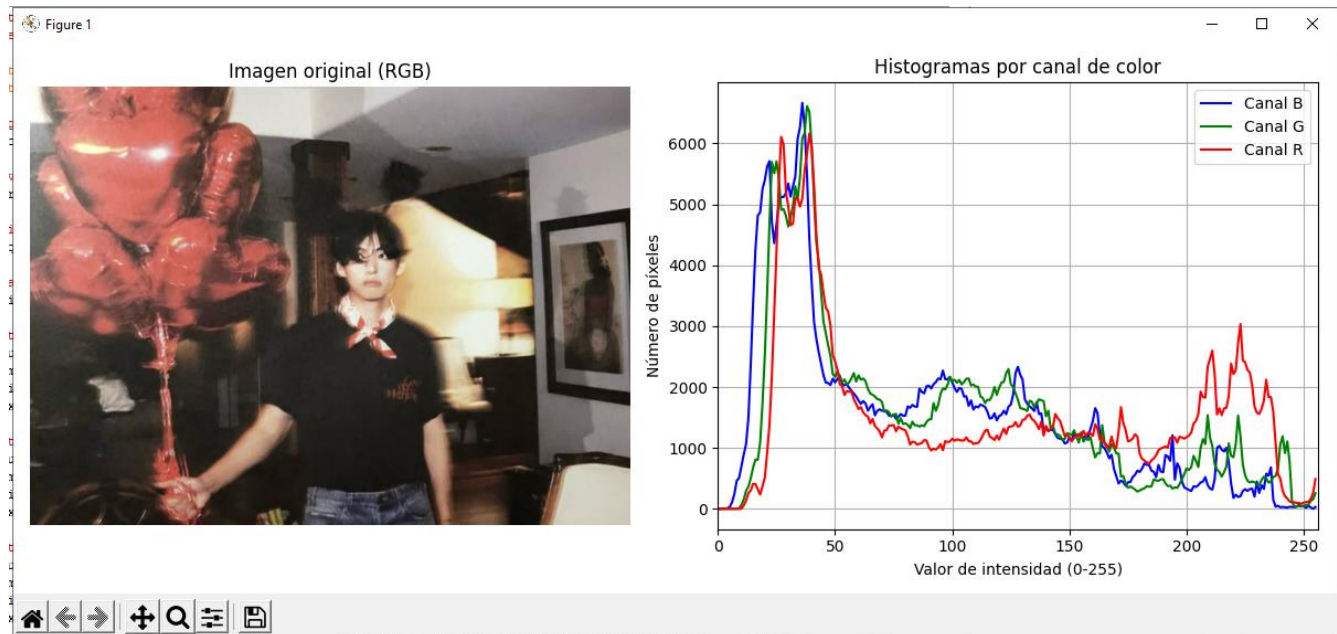 Figure 1
Imagen original (RGB)
Histogramas por canal de color
Canal B
Canal G
Canal R
Número de píxeles
6000
5000
4000
3000
2000
1000
0
0 50 100 150 200 250
Valor de intensidad (0-255)